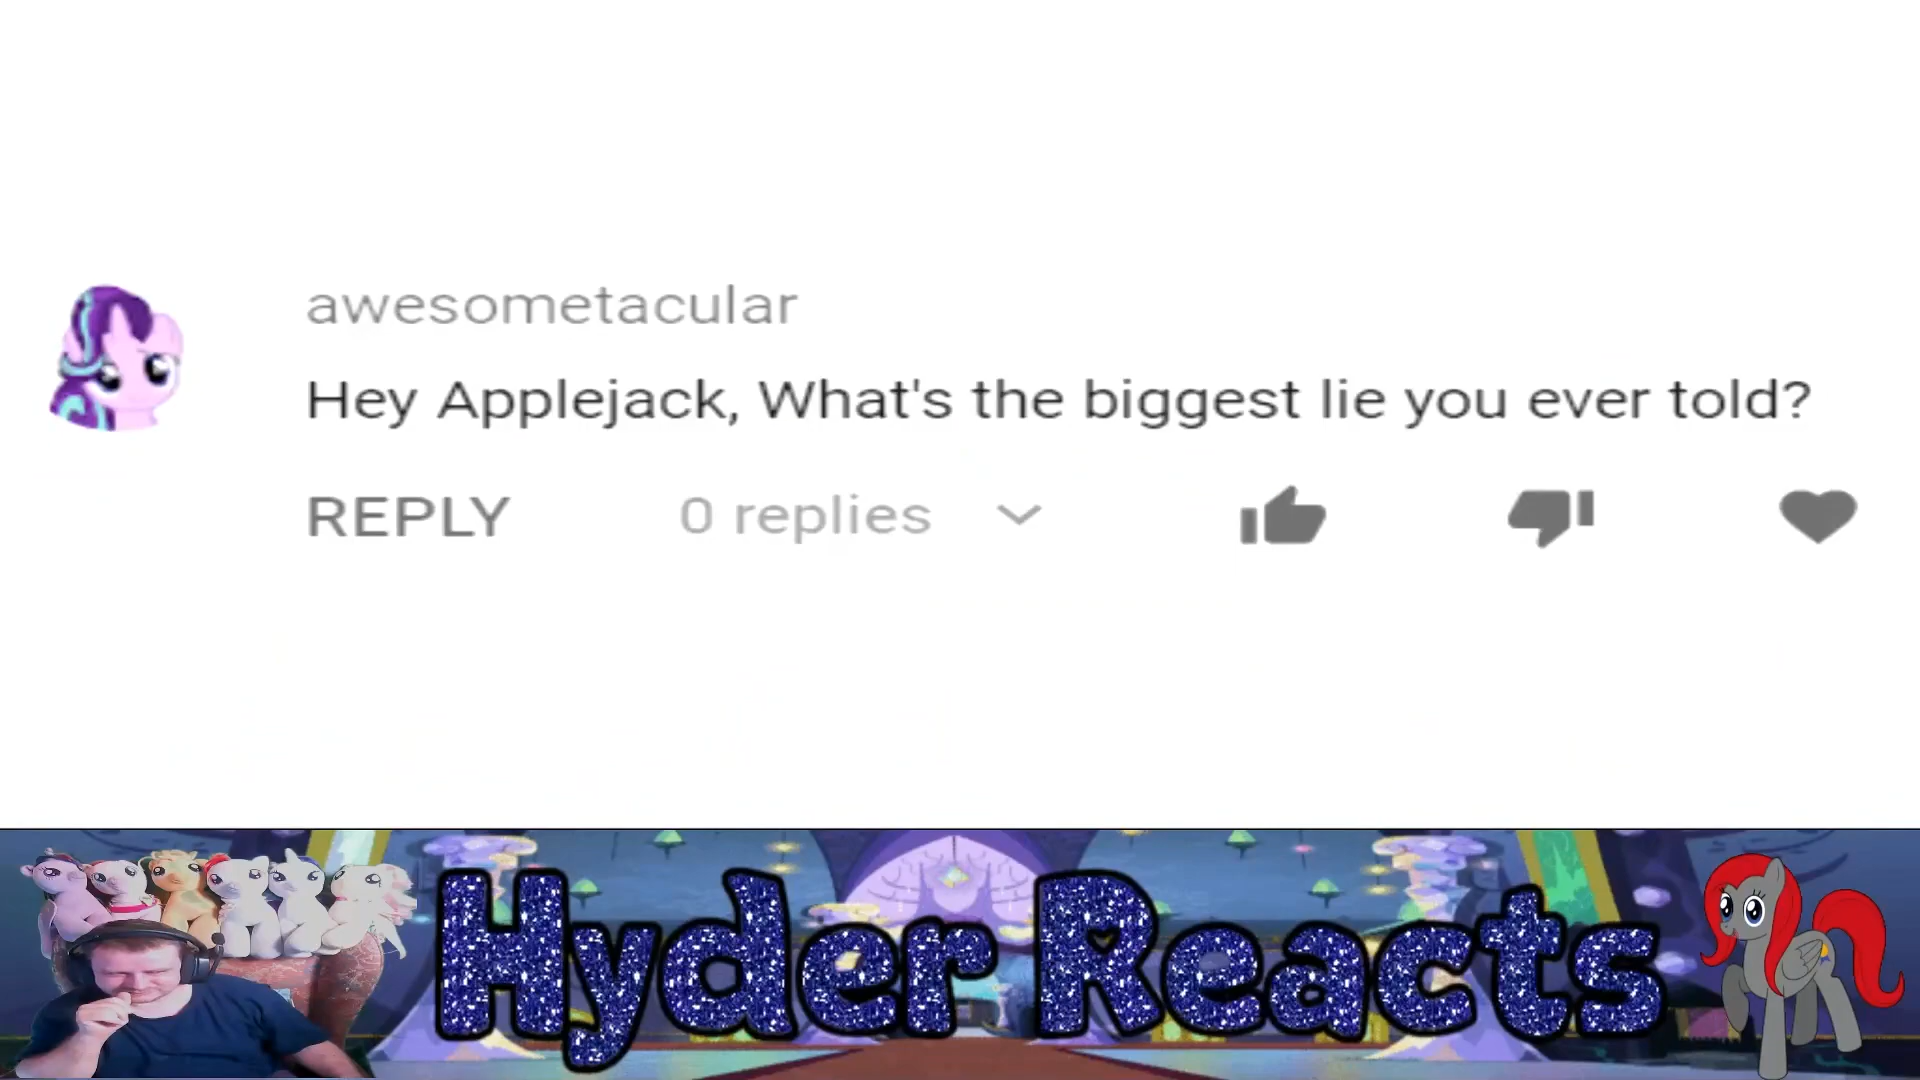 awesometacular
Hey Applejack, What's the biggest lie you ever told?
REPLY 0 replies
Hyder Reacts